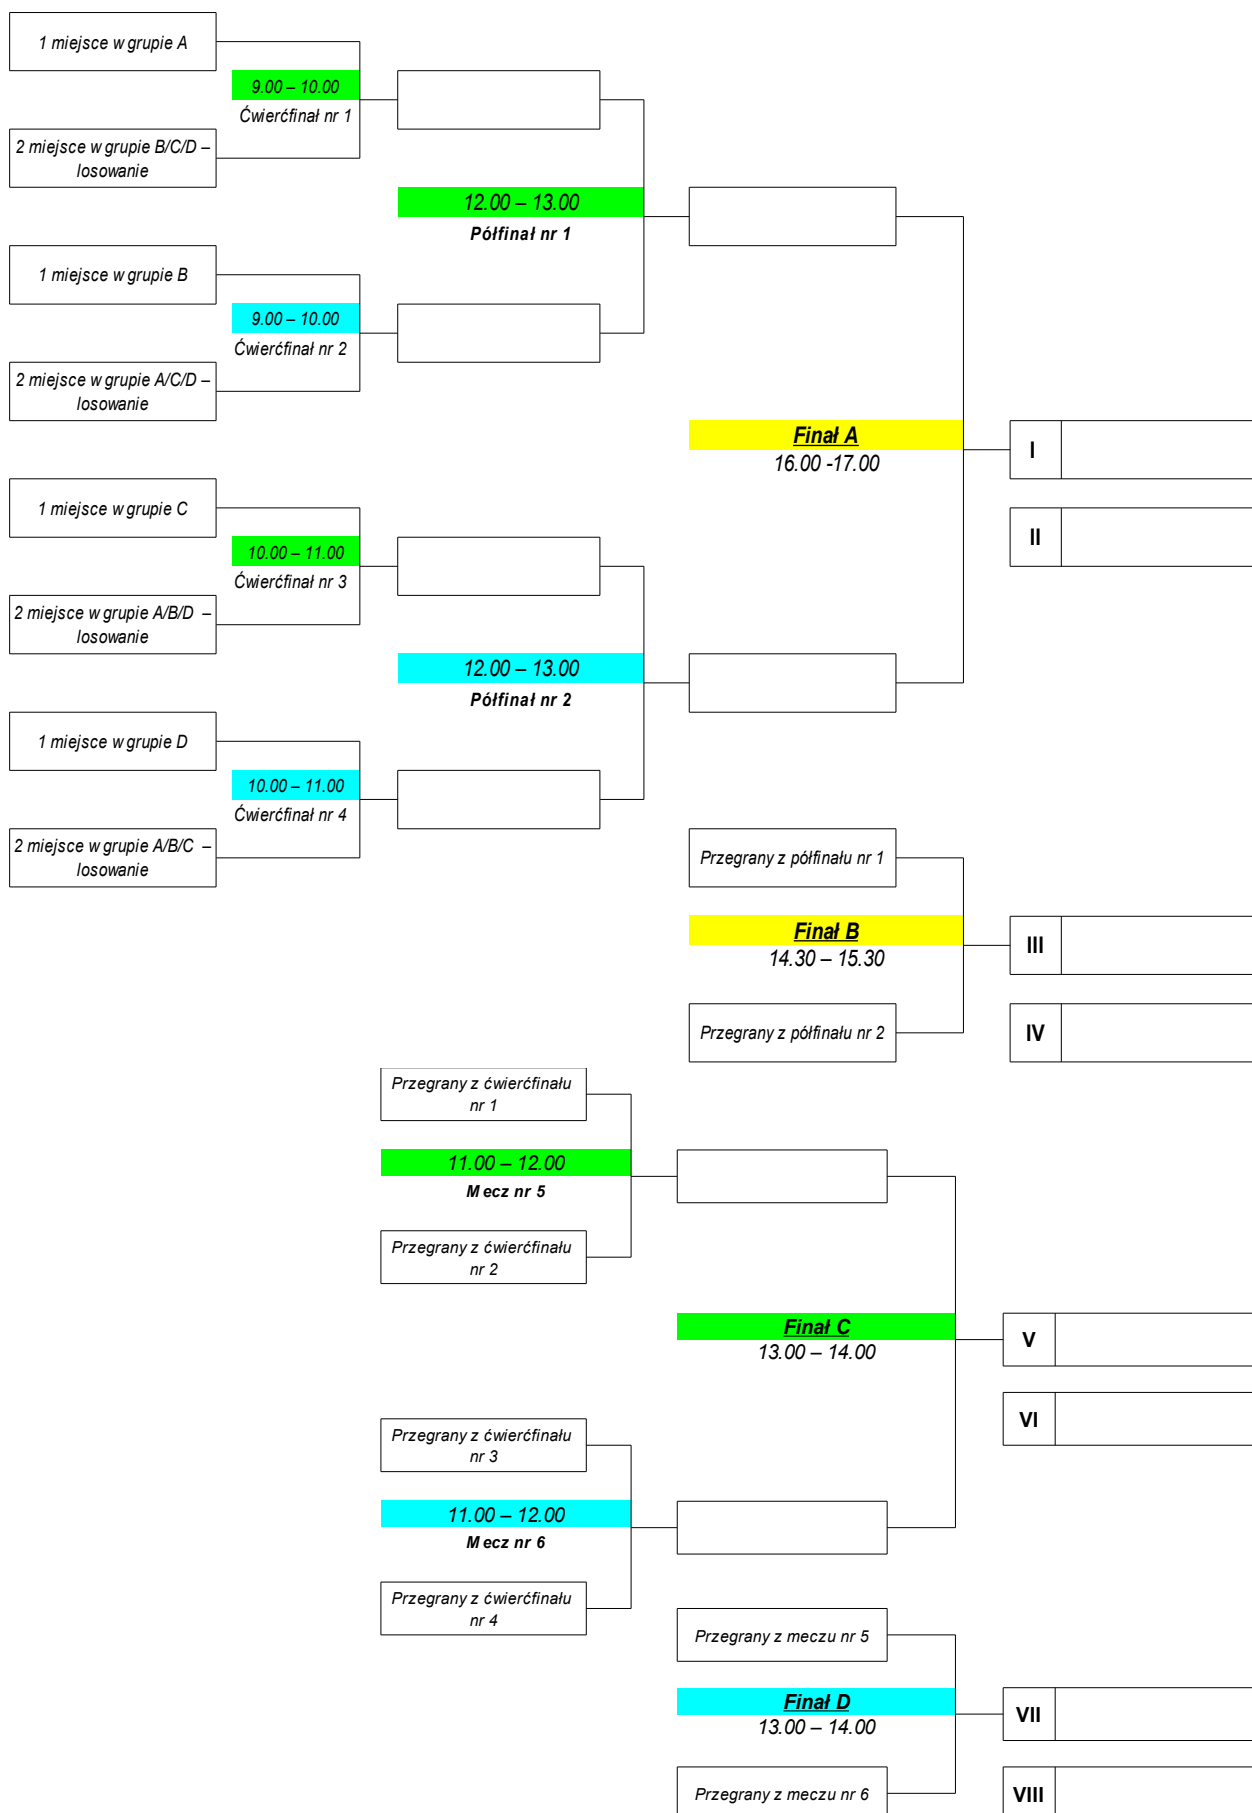 1 miejsce w grupie A
9.00 – 10.00
Ćwierćfinał nr 1
2 miejsce w grupie B/C/D –
losowanie
12.00 – 13.00
Półfinał nr 1
1 miejsce w grupie B
9.00 – 10.00
Ćwierćfinał nr 2
2 miejsce w grupie A/C/D –
losowanie
Finał A
16.00 -17.00
I
II
1 miejsce w grupie C
10.00 – 11.00
Ćwierćfinał nr 3
2 miejsce w grupie A/B/D –
losowanie
12.00 – 13.00
Półfinał nr 2
1 miejsce w grupie D
10.00 – 11.00
Ćwierćfinał nr 4
2 miejsce w grupie A/B/C –
losowanie
Przegrany z półfinału nr 1
Finał B
14.30 – 15.30
III
Przegrany z półfinału nr 2
IV
Przegrany z ćwierćfinału
nr 1
11.00 – 12.00
Mecz nr 5
Przegrany z ćwierćfinału
nr 2
Finał C
13.00 – 14.00
V
VI
Przegrany z ćwierćfinału
nr 3
11.00 – 12.00
Mecz nr 6
Przegrany z ćwierćfinału
nr 4
Przegrany z meczu nr 5
Finał D
13.00 – 14.00
VII
Przegrany z meczu nr 6
VIII